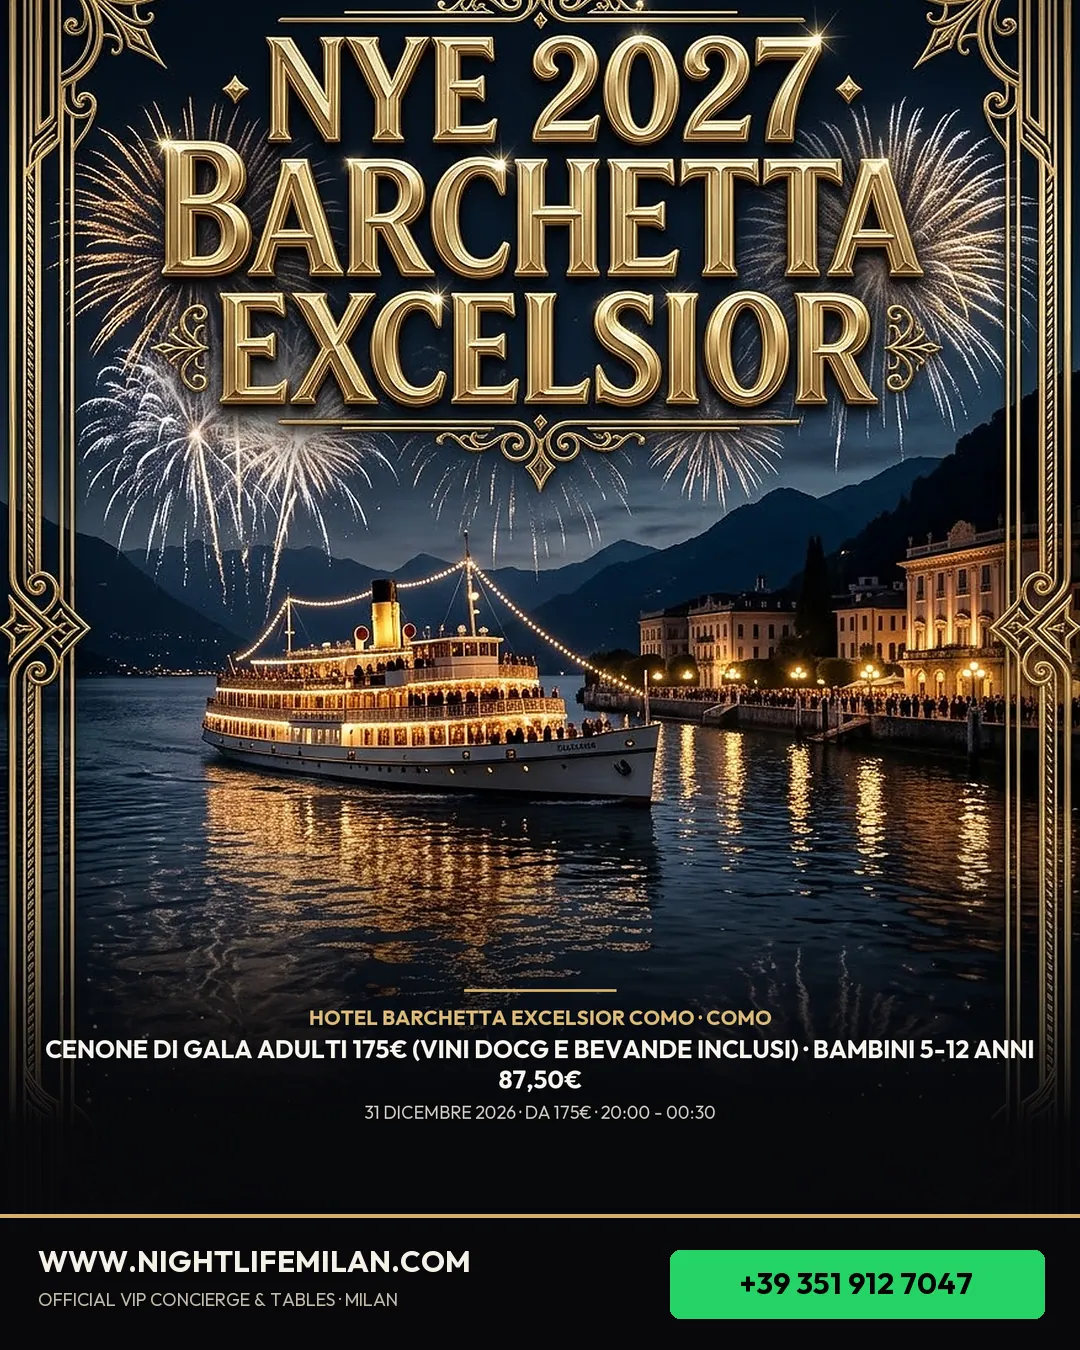 NYE 2027
BARCHETTA
EXCELSIOR
HOTEL BARCHETTA EXCELSIOR COMO · COMO
CENONE DI GALA ADULTI 175€ (VINI DOCG E BEVANDE INCLUSI) · BAMBINI 5-12 ANNI
87,50€
31 DICEMBRE 2026 · DA 175€ · 20:00 - 00:30
WWW.NIGHTLIFEMILAN.COM
+39 351 912 7047
OFFICIAL VIP CONCIERGE & TABLES · MILAN